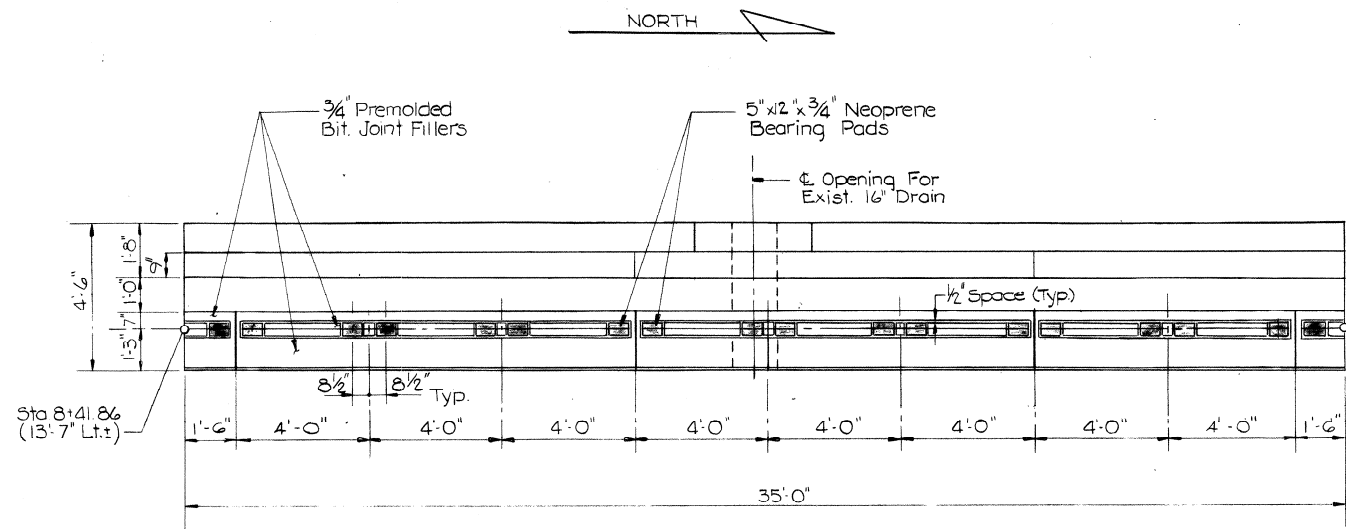 NORTH
3/4" Premolded
Bit. Joint Fillers
5"x12"x3/4" Neoprene
Bearing Pads
℄ Opening For
Exist. 16" Drain
4'-6"
1'-8"
9"
1'-0"
7"
1'-3"
1/2" Space (Typ.)
8 1/2" 8 1/2" Typ.
Sta 8+41.86
(13'-7" Lt.±)
1'-6" 4'-0" 4'-0" 4'-0" 4'-0" 4'-0" 4'-0" 4'-0" 4'-0" 1'-6"
35'-0"